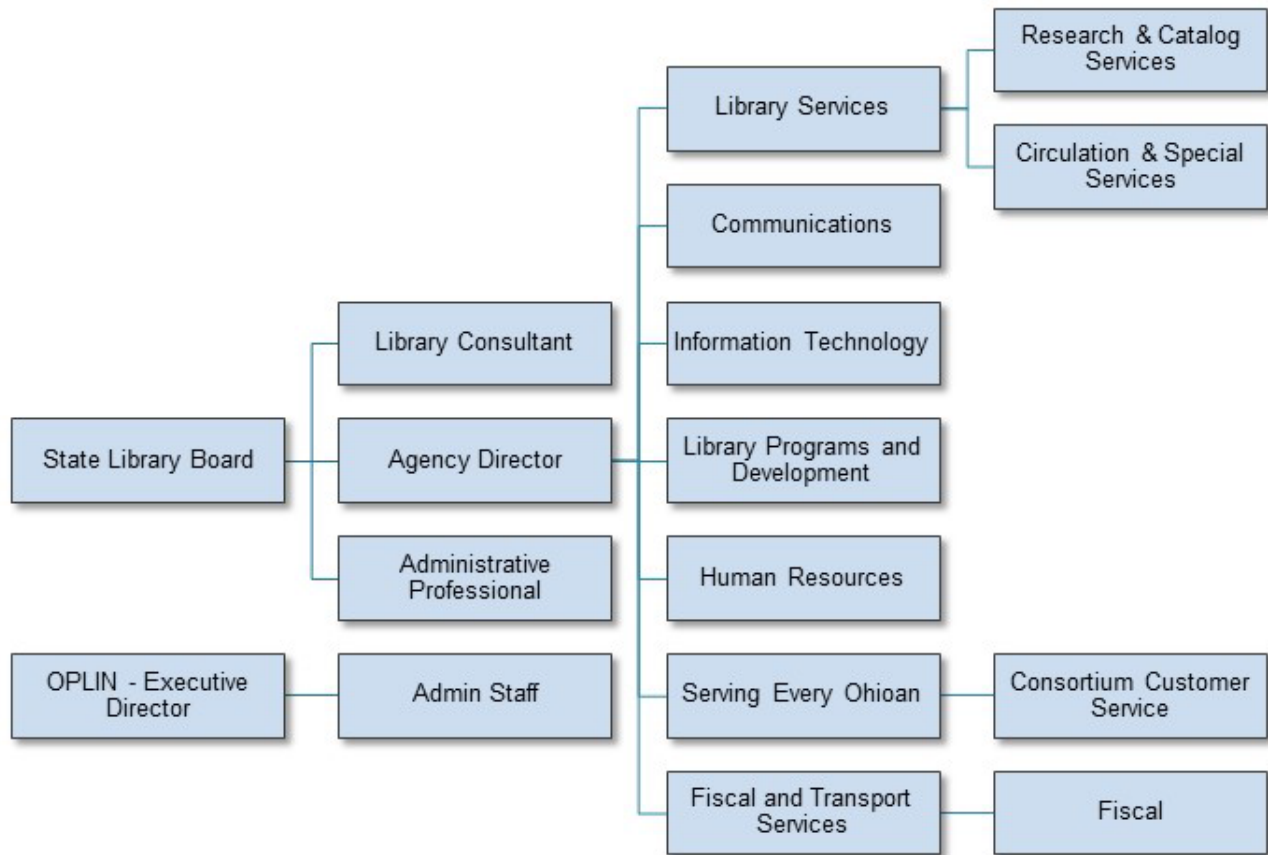 State Library Board
OPLIN - Executive
Director
Library Consultant
Agency Director
Administrative
Professional
Admin Staff
Library Services
Communications
Information Technology
Library Programs and
Development
Human Resources
Serving Every Ohioan
Fiscal and Transport
Services
Research & Catalog
Services
Circulation & Special
Services
Consortium Customer
Service
Fiscal